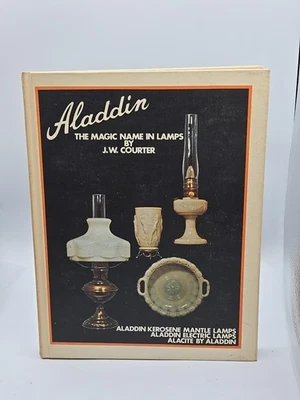 Aladdin
THE MAGIC NAME IN LAMPS
BY
J.W. COURTER
ALADDIN KEROSENE MANTLE LAMPS
ALADDIN ELECTRIC LAMPS
ALACITE BY ALADDIN